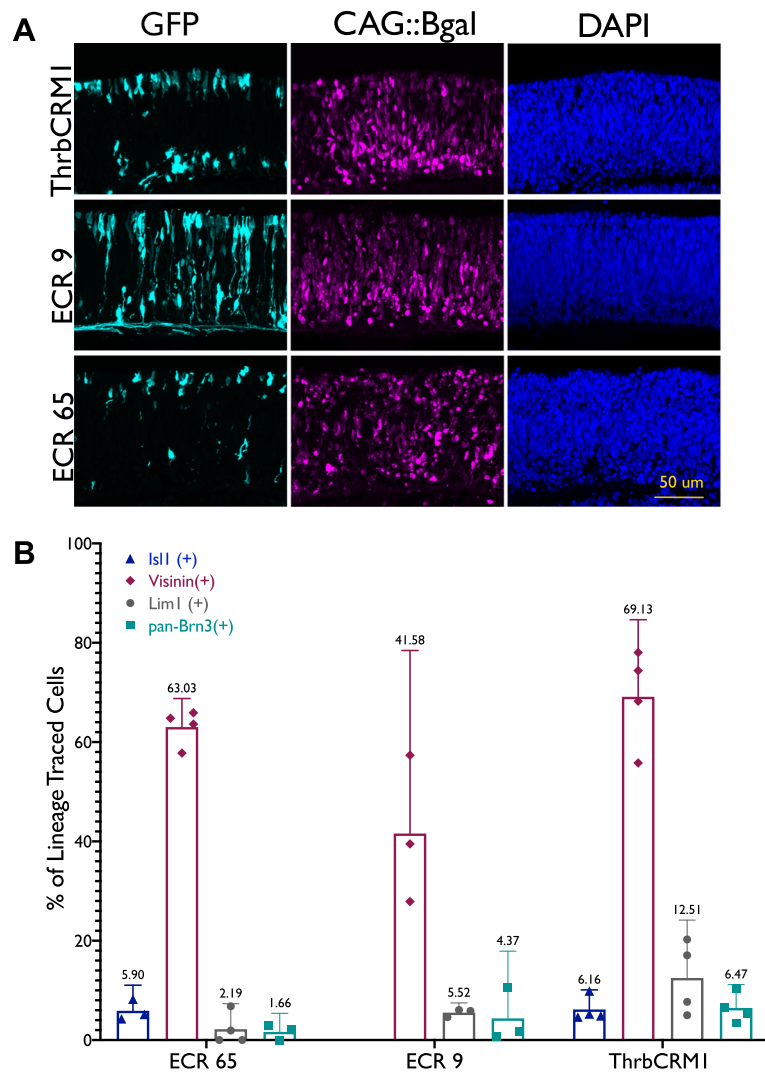 A
GFP
CAG::Bgal
DAPI
ThrbCRM1
ECR 9
ECR 65
50 um
B
% of Lineage Traced Cells
100
80
60
40
20
0
Isl1 (+)
Visinin(+)
Lim1 (+)
pan-Brn3(+)
5.90
63.03
2.19
1.66
41.58
5.52
4.37
6.16
69.13
12.51
6.47
ECR 65
ECR 9
ThrbCRM1